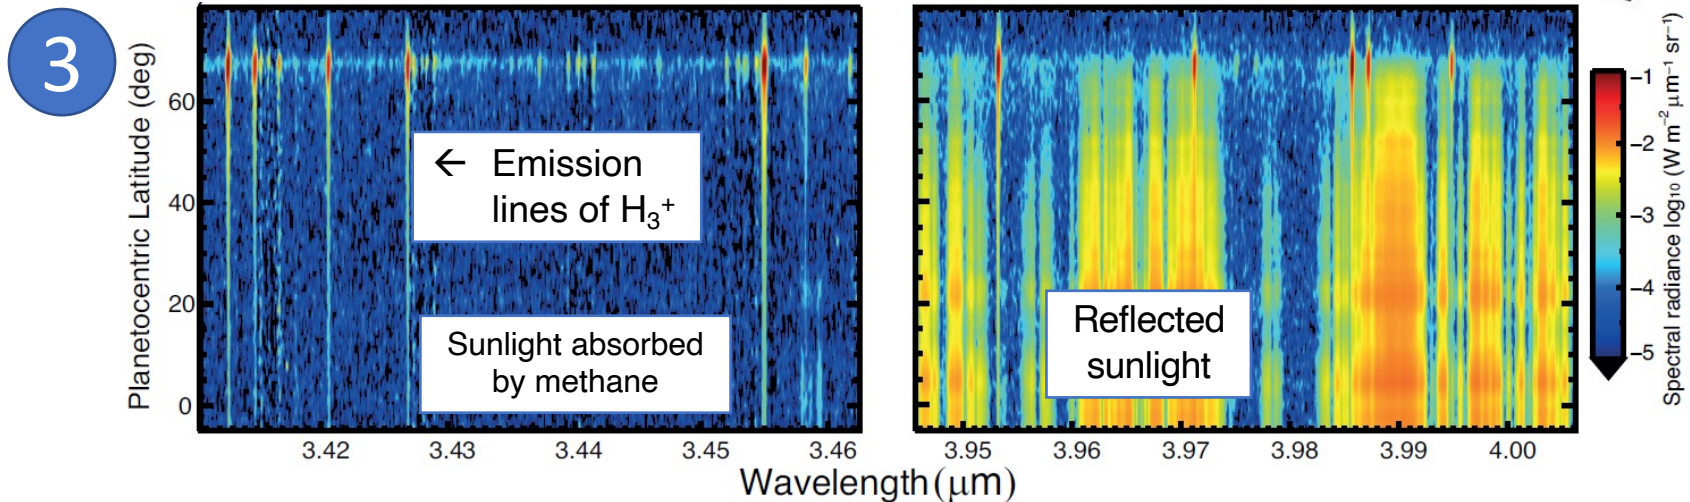 3
Planetocentric Latitude (deg)
60
40
20
0
← Emission
lines of H₃⁺
Sunlight absorbed
by methane
3.42 3.43 3.44 3.45 3.46
Reflected
sunlight
3.95 3.96 3.97 3.98 3.99 4.00
Wavelength (μm)
−1
−2
−3
−4
−5
Spectral radiance log₁₀ (W m⁻² μm⁻¹ sr⁻¹)